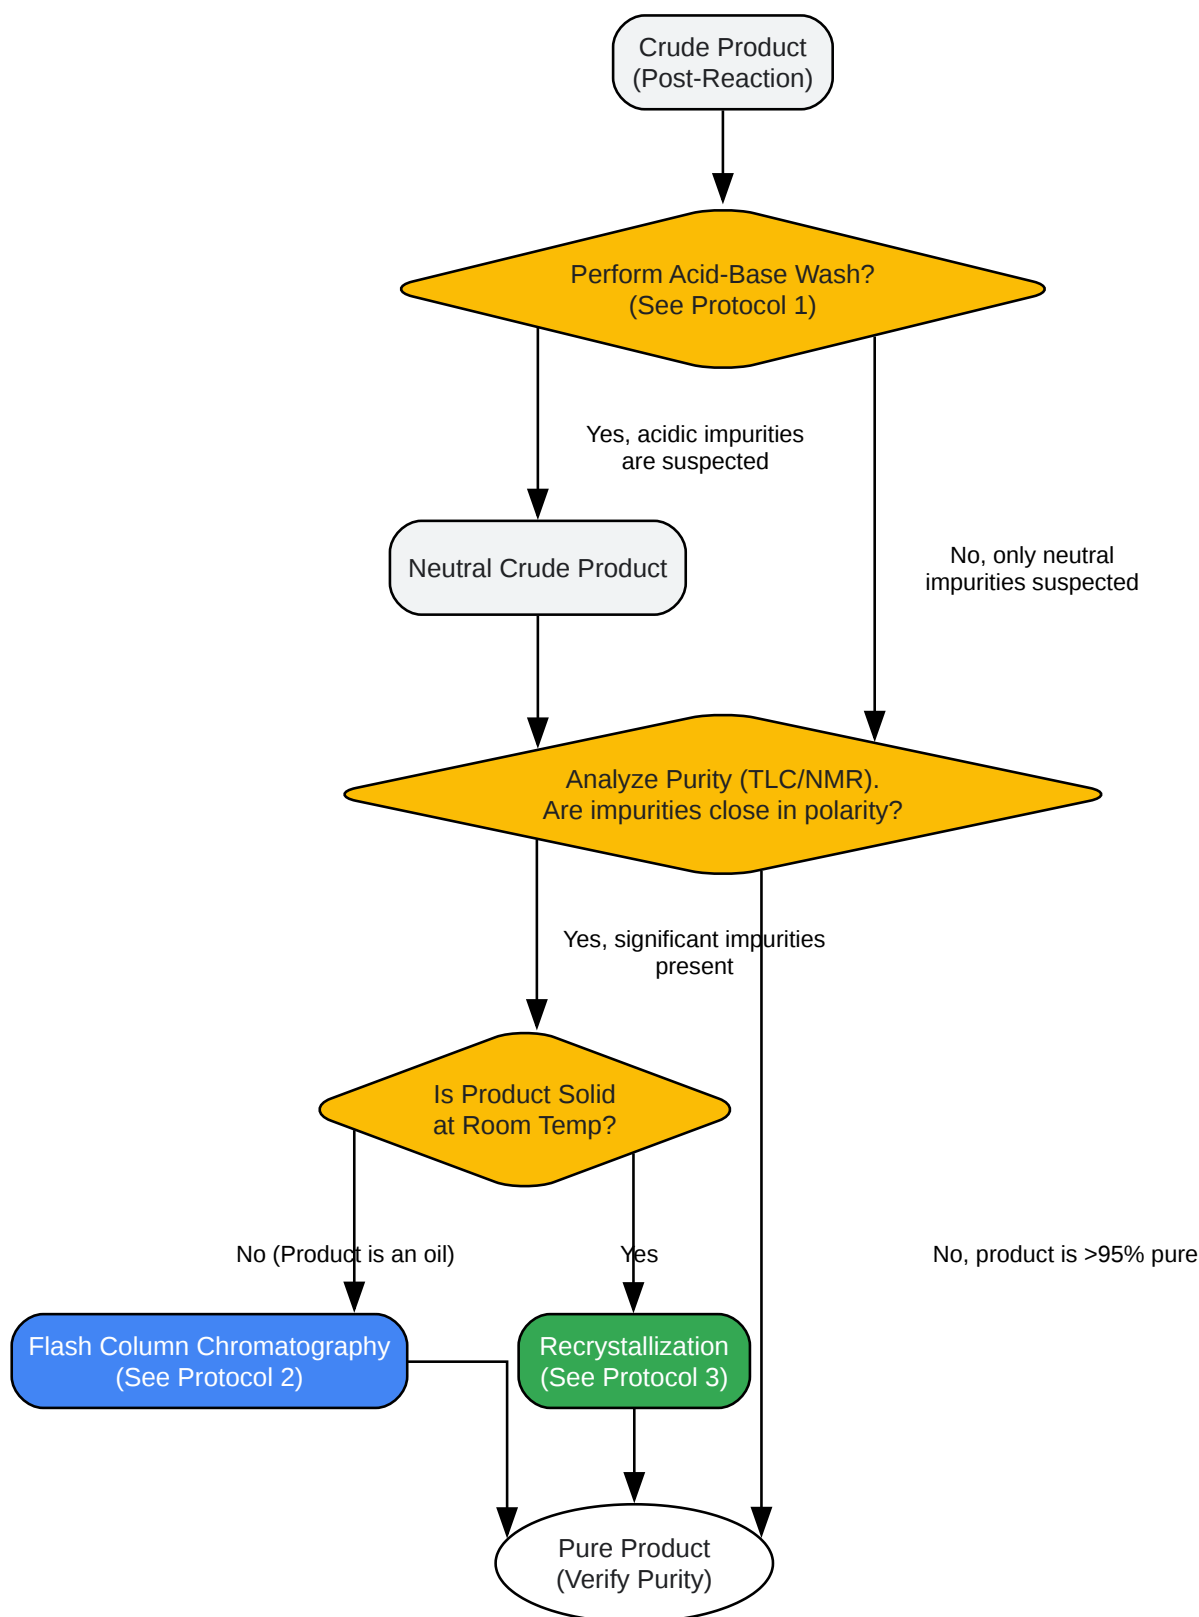 Crude Product
(Post-Reaction)
Perform Acid-Base Wash?
(See Protocol 1)
Yes, acidic impurities
are suspected
Neutral Crude Product
No, only neutral
impurities suspected
Analyze Purity (TLC/NMR).
Are impurities close in polarity?
Yes, significant impurities
present
Is Product Solid
at Room Temp?
No (Product is an oil)
Yes
No, product is >95% pure
Flash Column Chromatography
(See Protocol 2)
Recrystallization
(See Protocol 3)
Pure Product
(Verify Purity)